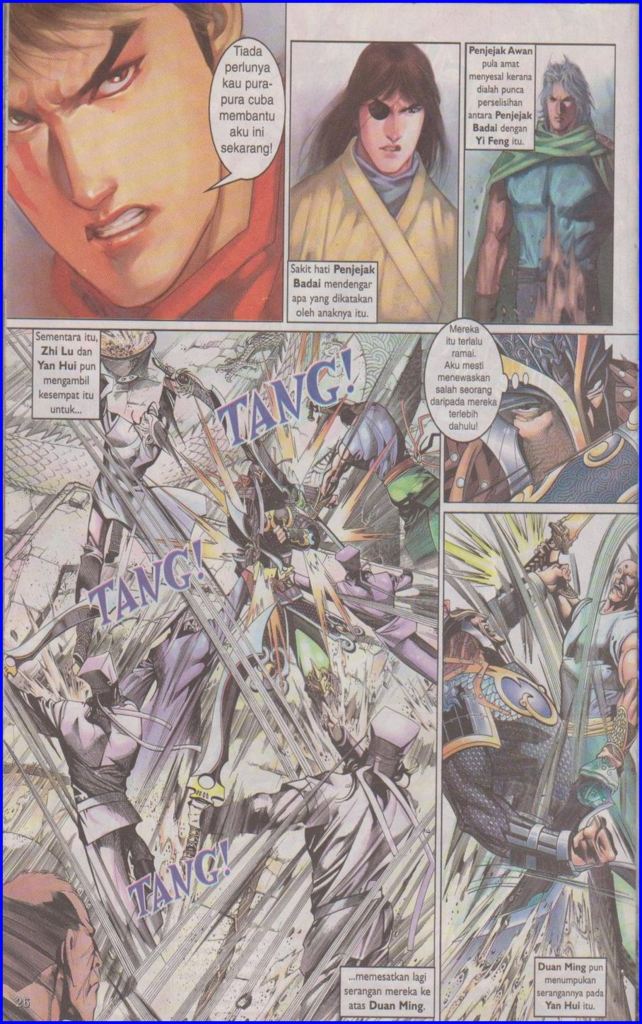 Tiada
perlunya
kau pura-
pura cuba
membantu
aku ini
sekarang!
Sakit hati Penjejak
Badai mendengar
apa yang dikatakan
oleh anaknya itu.
Penjejak Awan
pula amat
menyesal kerana
dialah punca
perselisihan
antara Penjejak
Badai dengan
Yi Feng itu.
Sementara itu,
Zhi Lu dan
Yan Hui pun
mengambil
kesempat itu
untuk...
TANG!
TANG!
TANG!
...memesatkan lagi
serangan mereka ke
atas Duan Ming.
Mereka
itu terlalu
ramai.
Aku mesti
menewaskan
salah seorang
daripada mereka
terlebih
dahulu!
Duan Ming pun
menumpukan
serangannya pada
Yan Hui itu.
26